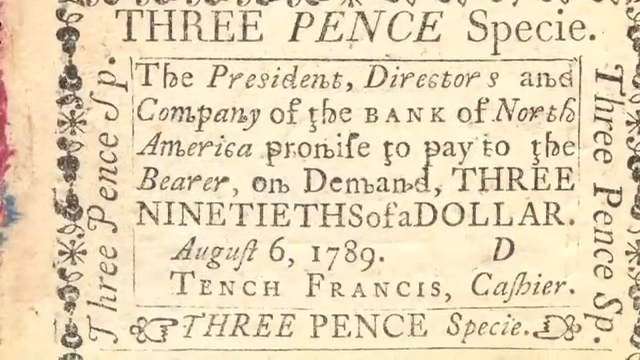 THREE PENCE Specie.
The President, Directors and
Company of the BANK of North
America promiſe to pay to the
Bearer, on Demand, THREE
NINETIETHS of a DOLLAR.
Auguſt 6, 1789. D
TENCH FRANCIS, Caſhier.
THREE PENCE Specie.
Three Pence Sp.
Three Pence Sp.